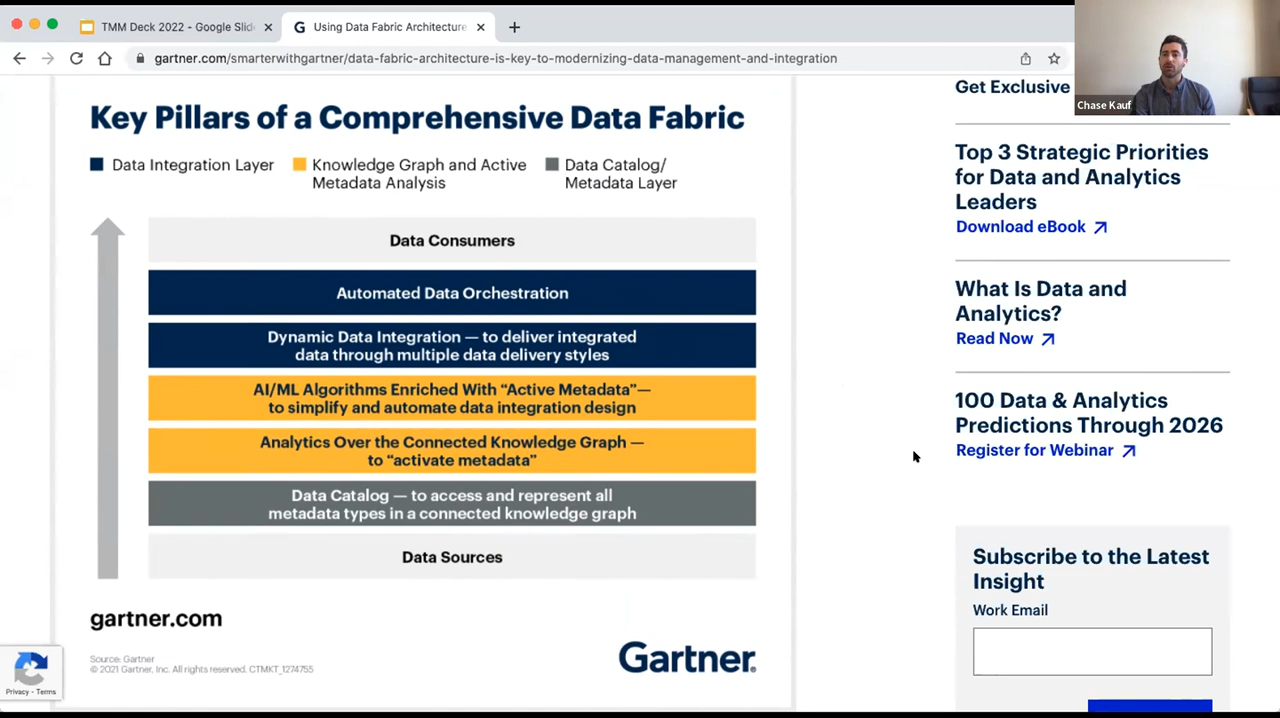 TMM Deck 2022 - Google Slid
Using Data Fabric Architecture
gartner.com/smarterwithgartner/data-fabric-architecture-is-key-to-modernizing-data-management-and-integration
Chase Kauf
Key Pillars of a Comprehensive Data Fabric
Data Integration Layer
Knowledge Graph and Active
Metadata Analysis
Data Catalog/
Metadata Layer
Data Consumers
Automated Data Orchestration
Dynamic Data Integration — to deliver integrated
data through multiple data delivery styles
AI/ML Algorithms Enriched With “Active Metadata”—
to simplify and automate data integration design
Analytics Over the Connected Knowledge Graph —
to “activate metadata”
Data Catalog — to access and represent all
metadata types in a connected knowledge graph
Data Sources
gartner.com
Source: Gartner
© 2021 Gartner, Inc. All rights reserved. CTMKT_1274755
Gartner®
Privacy - Terms
Get Exclusive
Top 3 Strategic Priorities
for Data and Analytics
Leaders
Download eBook
What Is Data and
Analytics?
Read Now
100 Data & Analytics
Predictions Through 2026
Register for Webinar
Subscribe to the Latest
Insight
Work Email